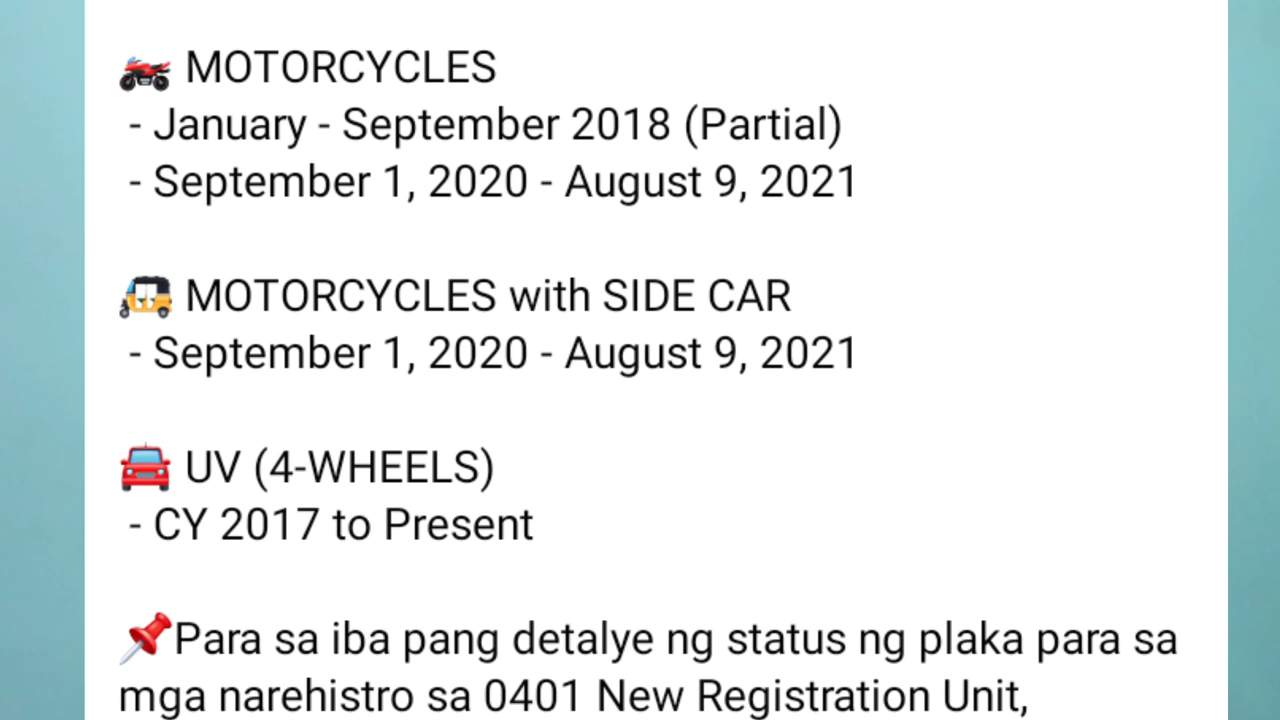 🏍️ MOTORCYCLES
- January - September 2018 (Partial)
- September 1, 2020 - August 9, 2021
🛺 MOTORCYCLES with SIDE CAR
- September 1, 2020 - August 9, 2021
🚘 UV (4-WHEELS)
- CY 2017 to Present
📌Para sa iba pang detalye ng status ng plaka para sa
mga narehistro sa 0401 New Registration Unit,